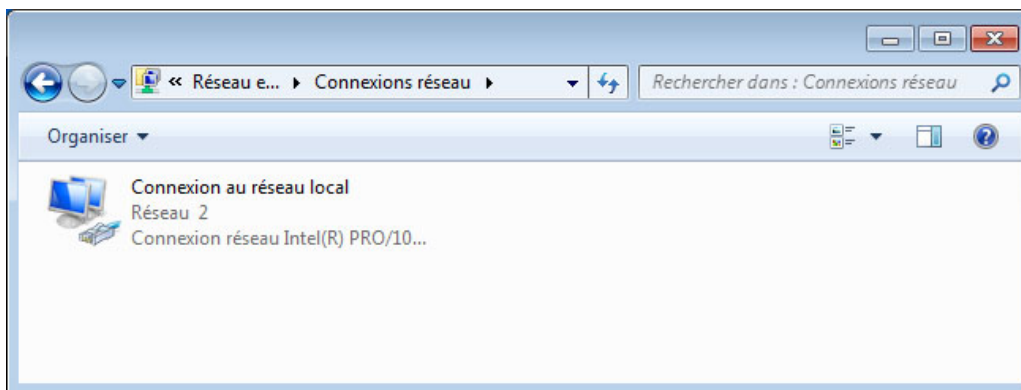 « Réseau e... Connexions réseau
Rechercher dans : Connexions réseau
Organiser
Connexion au réseau local
Réseau  2
Connexion réseau Intel(R) PRO/10...